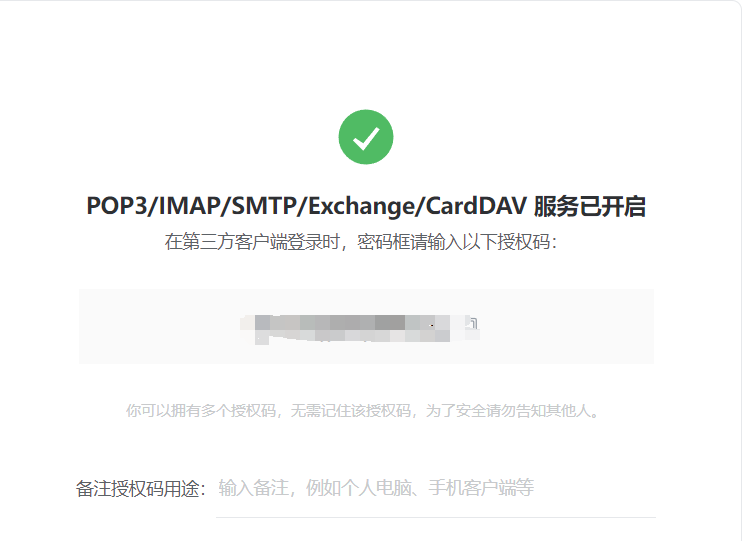 POP3/IMAP/SMTP/Exchange/CardDAV 服务已开启
在第三方客户端登录时，密码框请输入以下授权码：
你可以拥有多个授权码，无需记住该授权码，为了安全请勿告知其他人。
备注授权码用途： 输入备注，例如个人电脑、手机客户端等